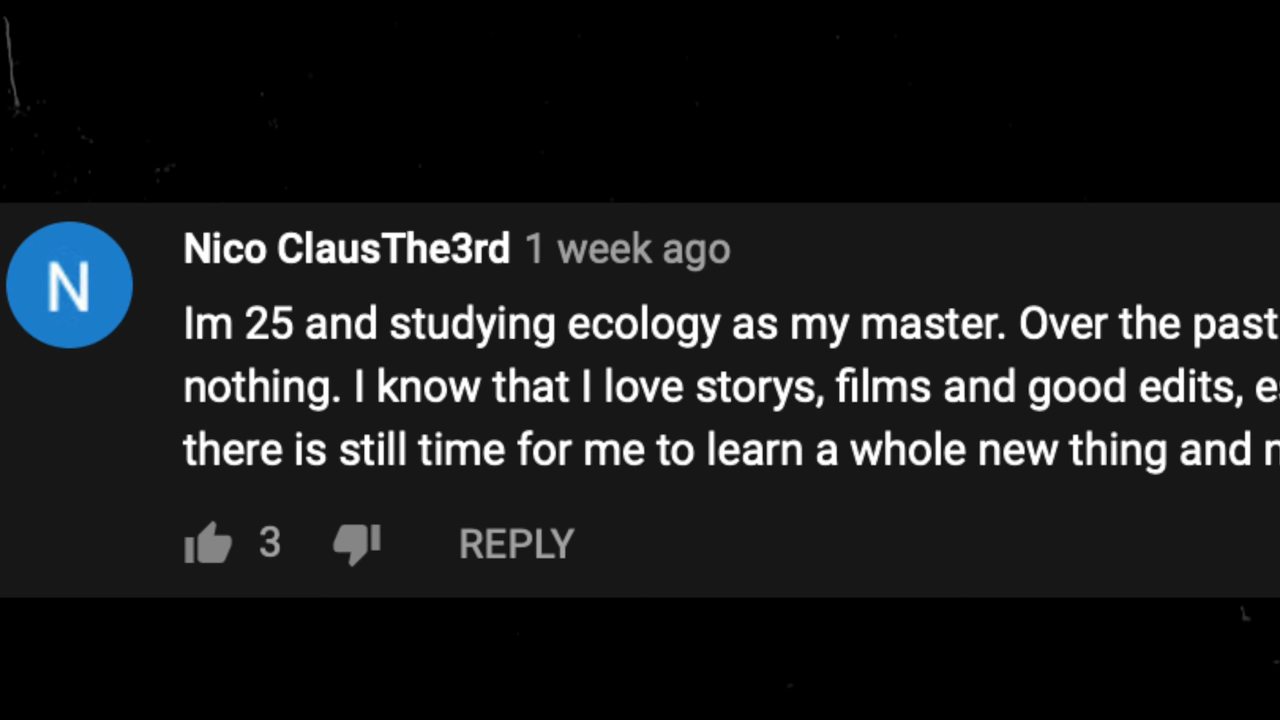 N
Nico ClausThe3rd 1 week ago
Im 25 and studying ecology as my master. Over the past
nothing. I know that I love storys, films and good edits,
there is still time for me to learn a whole new thing and
3 REPLY